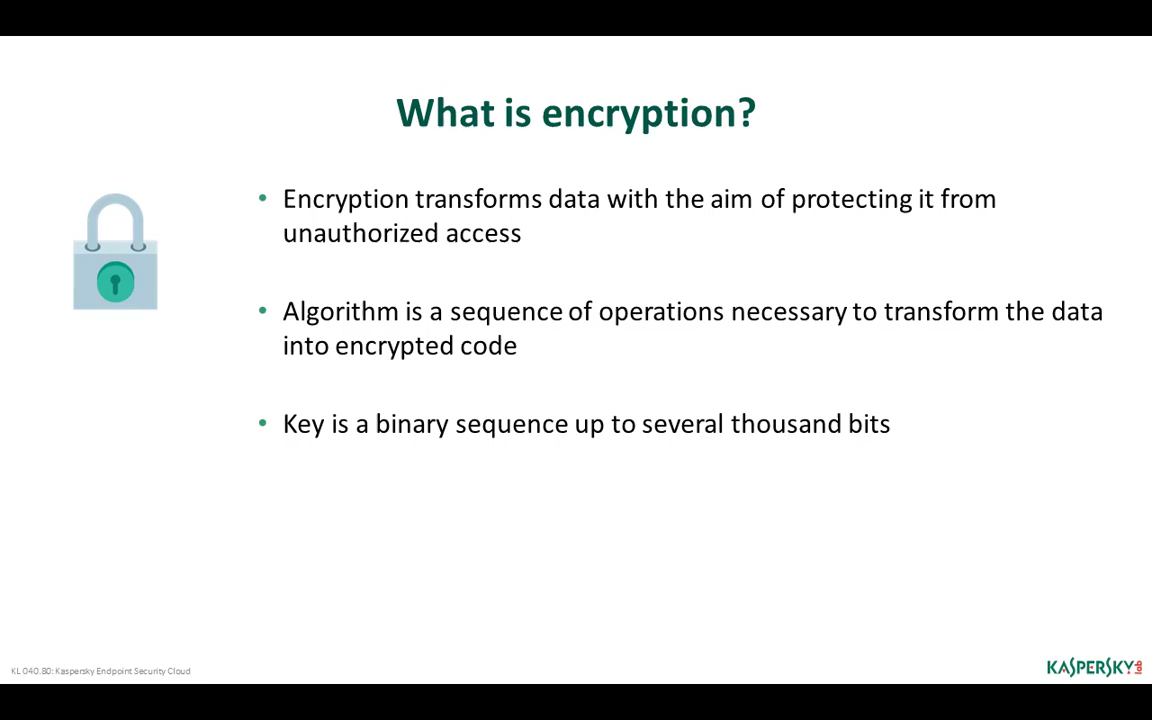 What is encryption?
• Encryption transforms data with the aim of protecting it from
unauthorized access
• Algorithm is a sequence of operations necessary to transform the data
into encrypted code
• Key is a binary sequence up to several thousand bits
KL 040.80: Kaspersky Endpoint Security Cloud
KASPERSKY lab